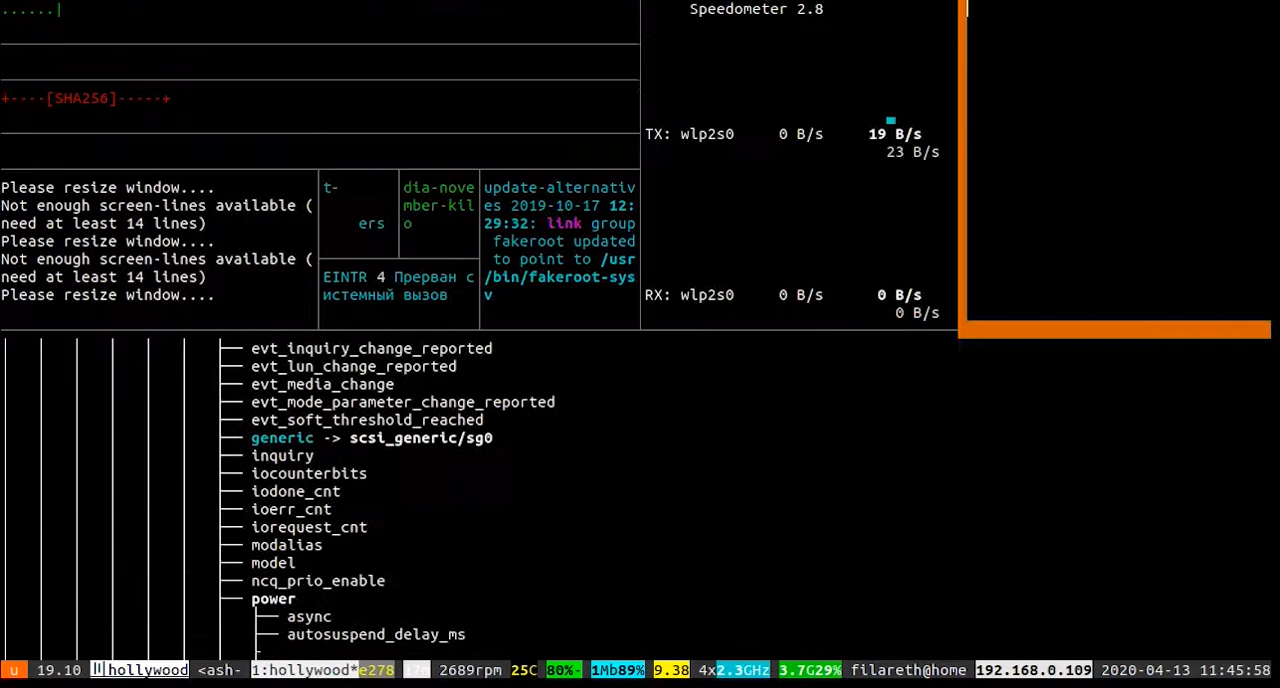 ......|
Speedometer 2.8
+----[SHA256]-----+
TX: wlp2s0 0 B/s 19 B/s
23 B/s
Please resize window....
Not enough screen-lines available (
need at least 14 lines)
Please resize window....
Not enough screen-lines available (
need at least 14 lines)
Please resize window....
t-
ers
dia-nove
mber-kil
o
EINTR 4 Прерван с
истемный вызов
update-alternativ
es 2019-10-17 12:
29:32: link group
fakeroot updated
to point to /usr
/bin/fakeroot-sys
v
RX: wlp2s0 0 B/s 0 B/s
0 B/s
evt_inquiry_change_reported
evt_lun_change_reported
evt_media_change
evt_mode_parameter_change_reported
evt_soft_threshold_reached
generic -> scsi_generic/sg0
inquiry
iocounterbits
iodone_cnt
ioerr_cnt
iorequest_cnt
modalias
model
ncq_prio_enable
power
async
autosuspend_delay_ms
u 19.10 hollywood <ash- 1:hollywood*e278 2689rpm 25C 80%- 1Mb89% 9.38 4x2.3GHz 3.7G29% filareth@home 192.168.0.109 2020-04-13 11:45:58